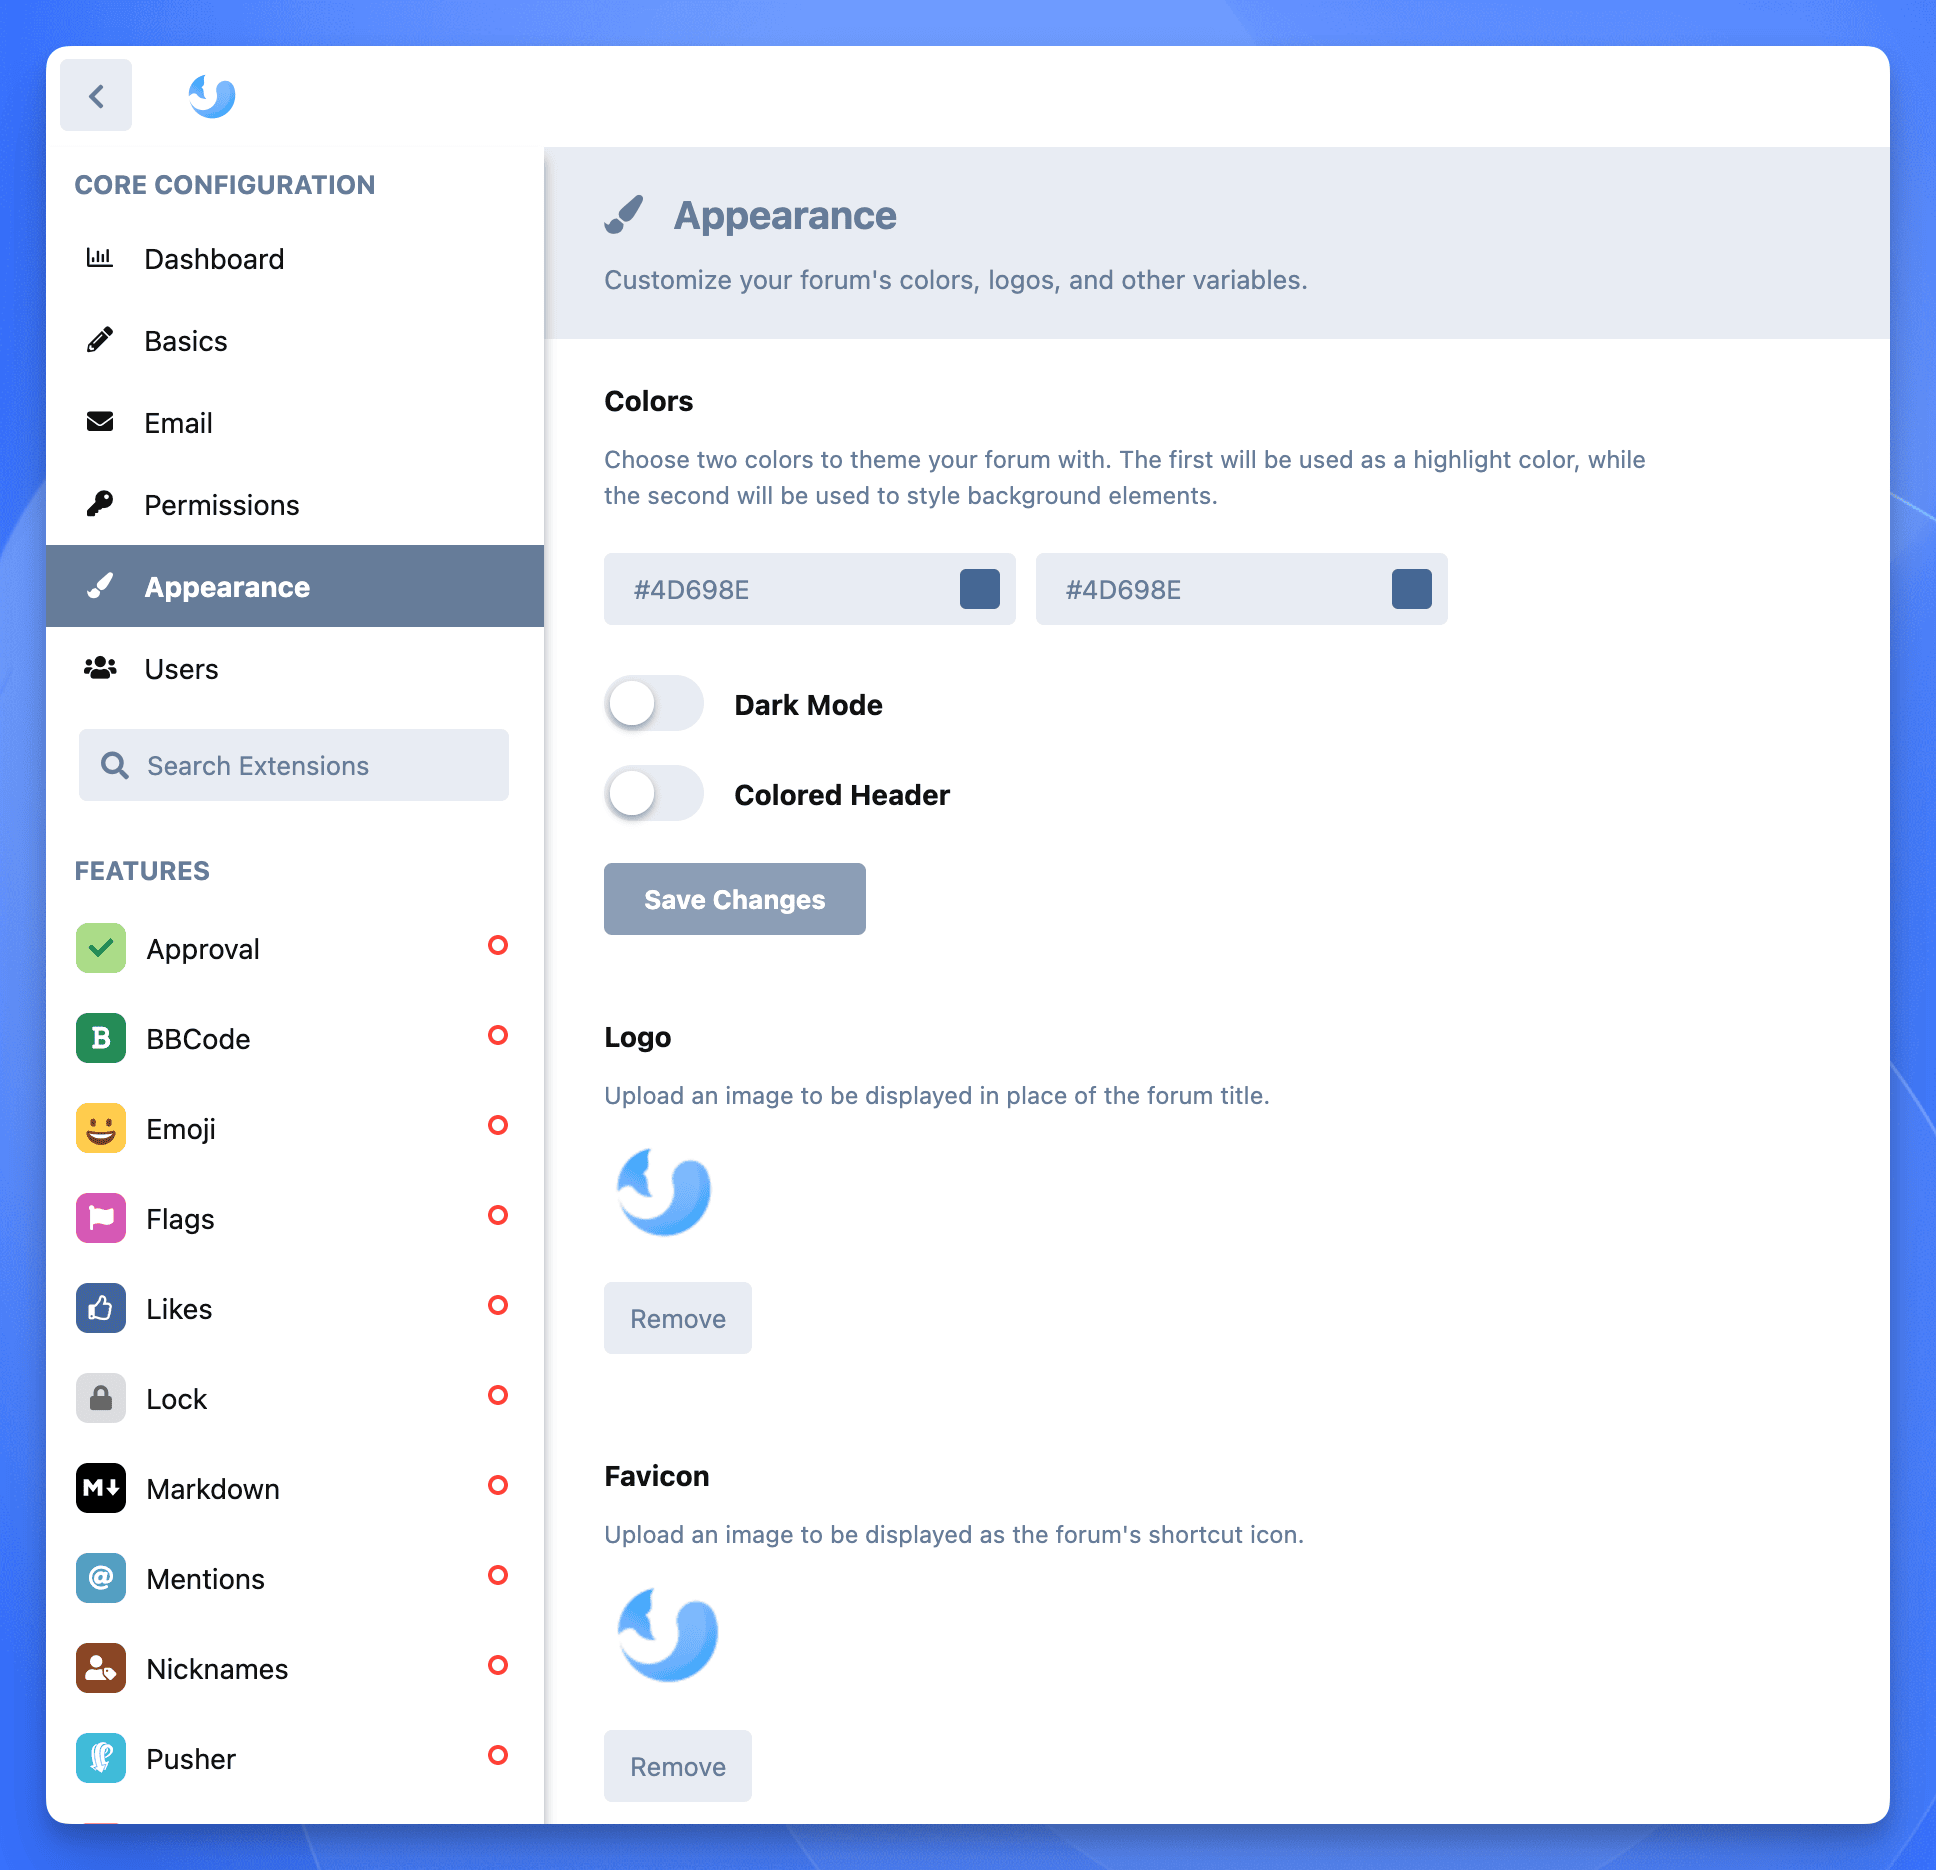 CORE CONFIGURATION
Dashboard
Basics
Email
Permissions
Appearance
Users
Search Extensions
FEATURES
Approval
B
BBCode
Emoji
Flags
Likes
Lock
M
Markdown
@
Mentions
Nicknames
Pusher
Appearance
Customize your forum's colors, logos, and other variables.
Colors
Choose two colors to theme your forum with. The first will be used as a highlight color, while
the second will be used to style background elements.
#4D698E
#4D698E
Dark Mode
Colored Header
Save Changes
Logo
Upload an image to be displayed in place of the forum title.
Remove
Favicon
Upload an image to be displayed as the forum's shortcut icon.
Remove